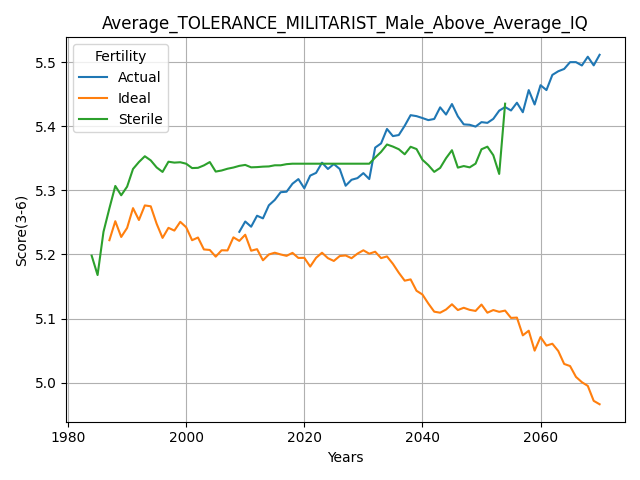 Average_TOLERANCE_MILITARIST_Male_Above_Average_IQ
Fertility
Actual
Ideal
Sterile
Score(3-6)
5.5
5.4
5.3
5.2
5.1
5.0
1980 2000 2020 2040 2060
Years